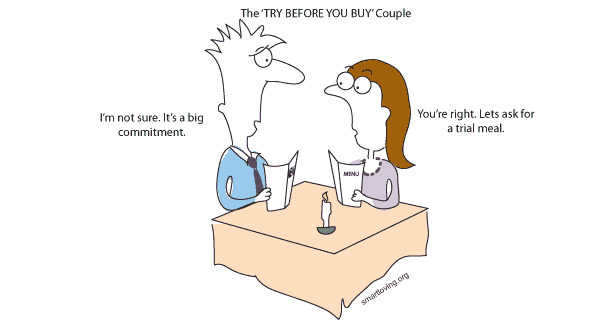 The ‘TRY BEFORE YOU BUY’ Couple
I’m not sure. It’s a big
commitment.
You’re right. Lets ask for
a trial meal.
MENU
smartloving.org